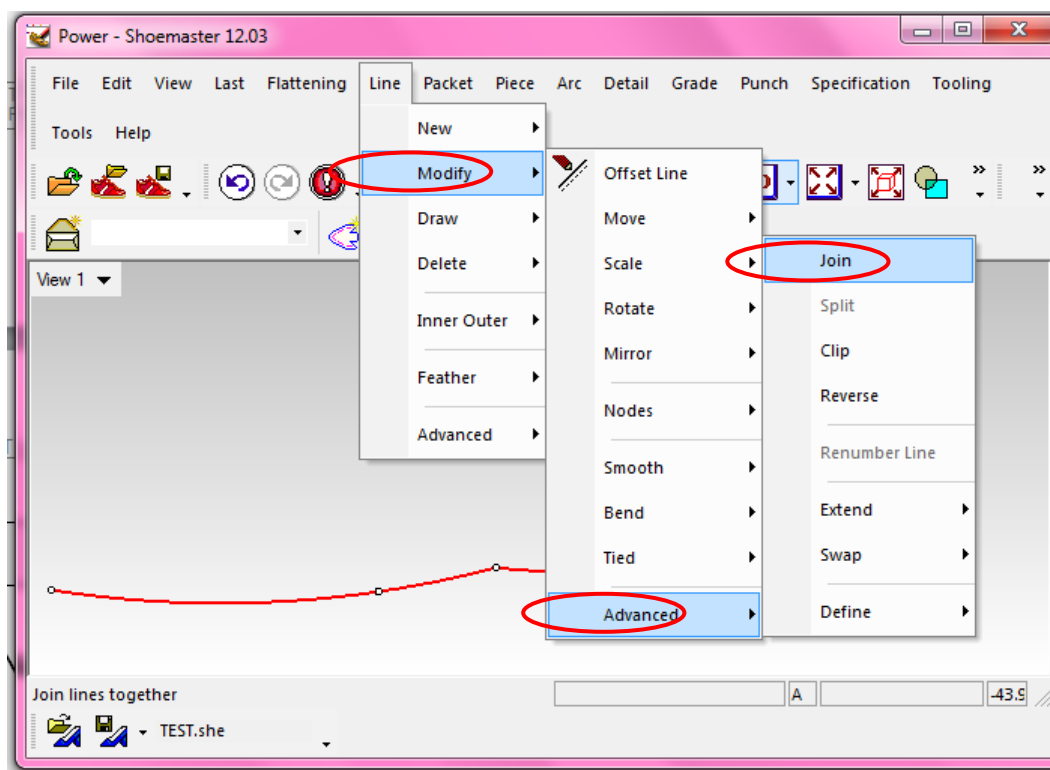 Power - Shoemaster 12.03
File Edit View Last Flattening Line Packet Piece Arc Detail Grade Punch Specification Tooling
Tools Help
New
Modify
Draw
Delete
Inner Outer
Feather
Advanced
Offset Line
Move
Scale
Rotate
Mirror
Nodes
Smooth
Bend
Tied
Advanced
Join
Split
Clip
Reverse
Renumber Line
Extend
Swap
Define
View 1
Join lines together
A
-43.9
TEST.she